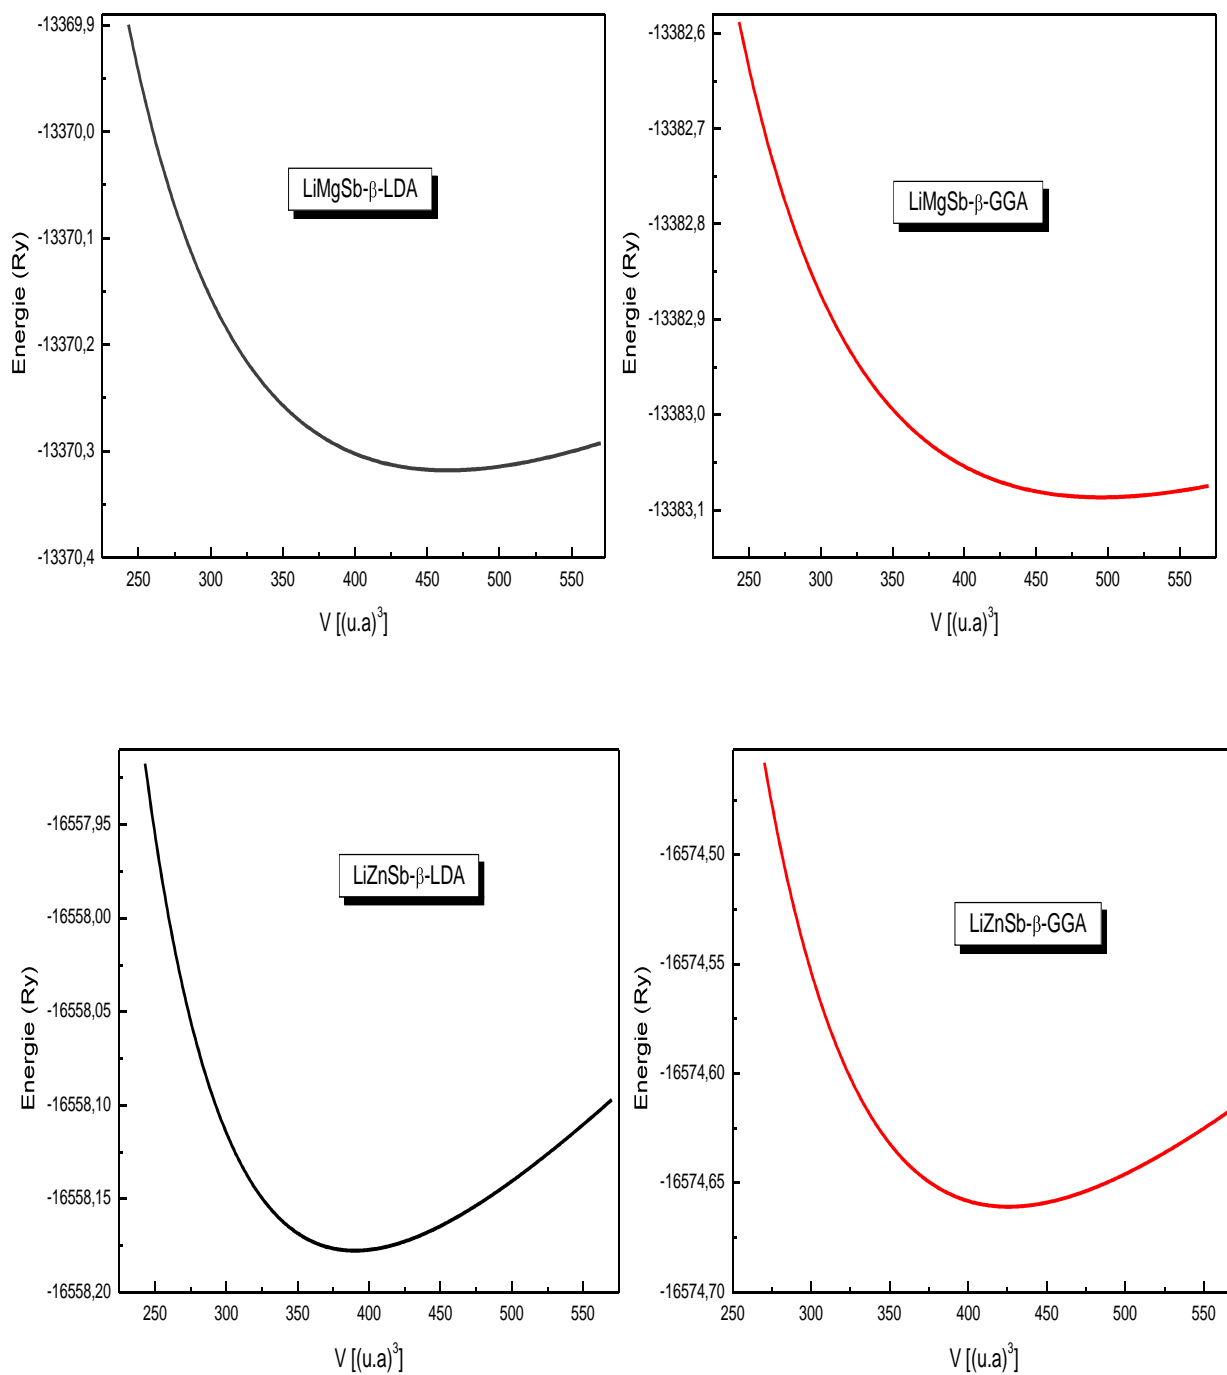 -13369,9
-13370,0
-13370,1
-13370,2
-13370,3
-13370,4
Energie (Ry)
LiMgSb-β-LDA
250 300 350 400 450 500 550
V [(u.a)³]
-13382,6
-13382,7
-13382,8
-13382,9
-13383,0
-13383,1
Energie (Ry)
LiMgSb-β-GGA
250 300 350 400 450 500 550
V [(u.a)³]
-16557,95
-16558,00
-16558,05
-16558,10
-16558,15
-16558,20
Energie (Ry)
LiZnSb-β-LDA
250 300 350 400 450 500 550
V [(u.a)³]
-16574,50
-16574,55
-16574,60
-16574,65
-16574,70
Energie (Ry)
LiZnSb-β-GGA
250 300 350 400 450 500 550
V [(u.a)³]